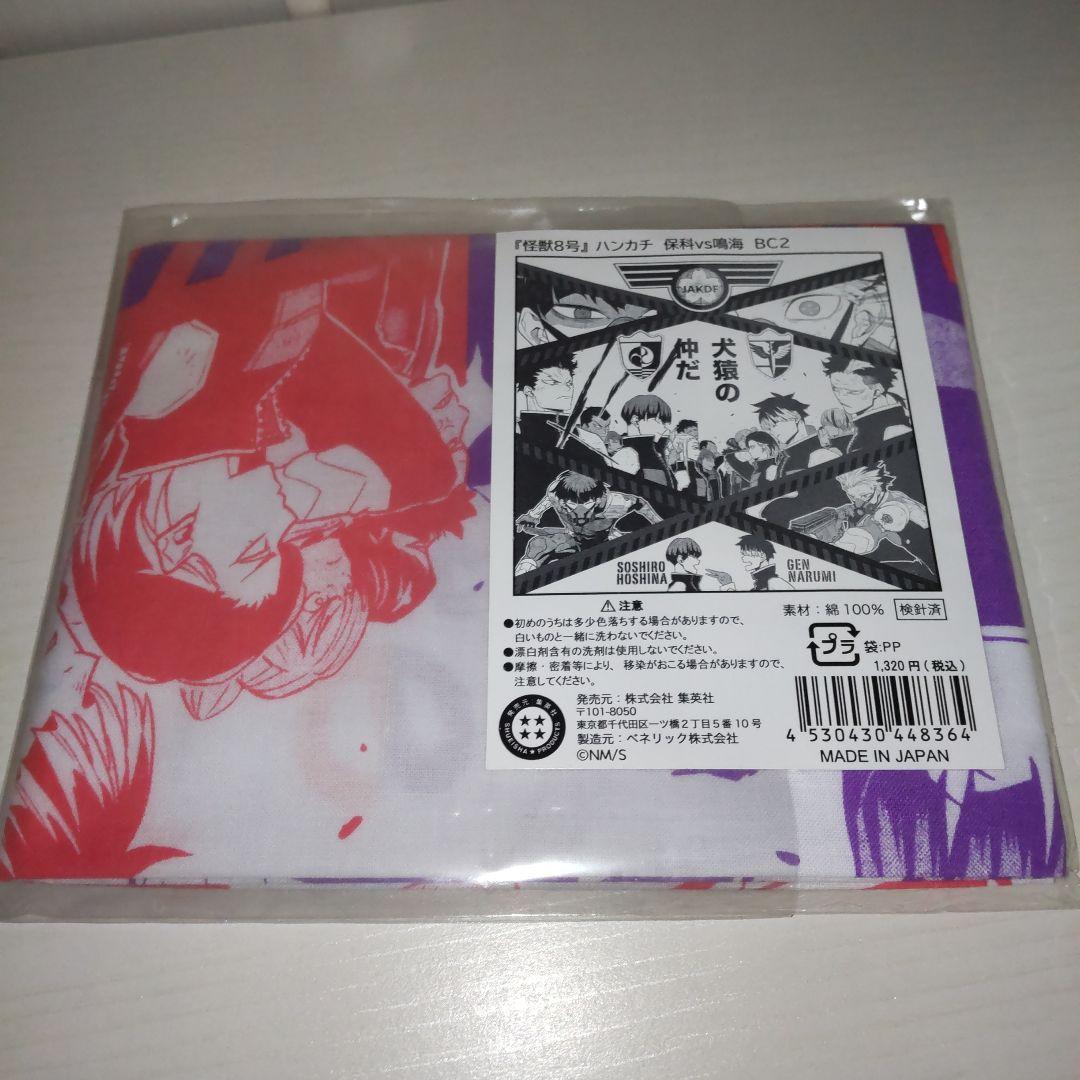 『怪獣8号』ハンカチ 保科vs鳴海 BC2
JAKDF
犬猿の
仲だ
SOSHIRO
HOSHINA
GEN
NARUMI
⚠注意
●初めのうちは多少色落ちする場合がありますので、
白いものと一緒に洗わないでください。
●漂白剤含有の洗剤は使用しないでください。
●摩擦・密着等により、移染がおこる場合がありますので、
注意してください。
素材：綿100% 検針済
プラ 袋:PP
1,320円(税込)
発売元 集英社
SHUEISHA★PRODUCTS
発売元：株式会社 集英社
〒101-8050
東京都千代田区一ツ橋2丁目5番10号
製造元：ベネリック株式会社
©NM/S
4 530430 448364
MADE IN JAPAN